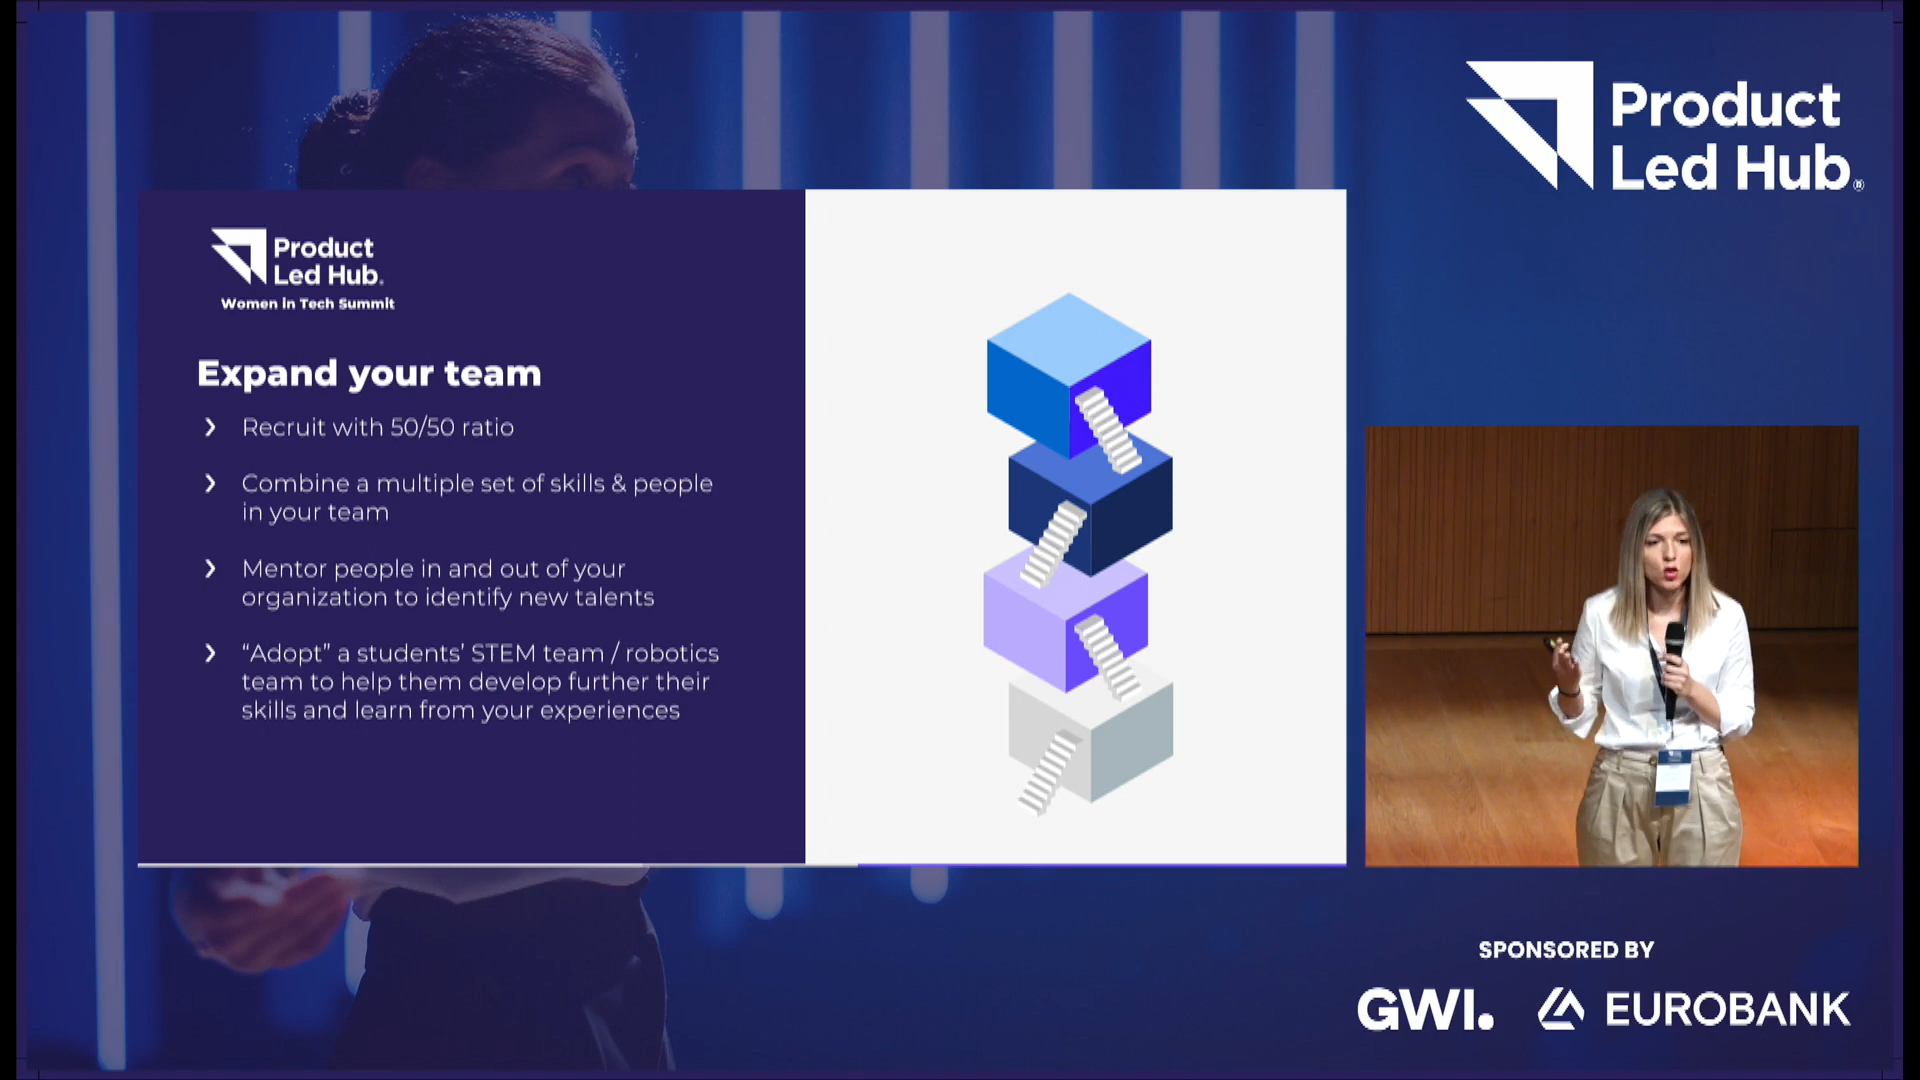 Product
Led Hub®
Product
Led Hub.
Women in Tech Summit
Expand your team
Recruit with 50/50 ratio
Combine a multiple set of skills & people
in your team
Mentor people in and out of your
organization to identify new talents
“Adopt” a students’ STEM team / robotics
team to help them develop further their
skills and learn from your experiences
SPONSORED BY
GWI. EUROBANK